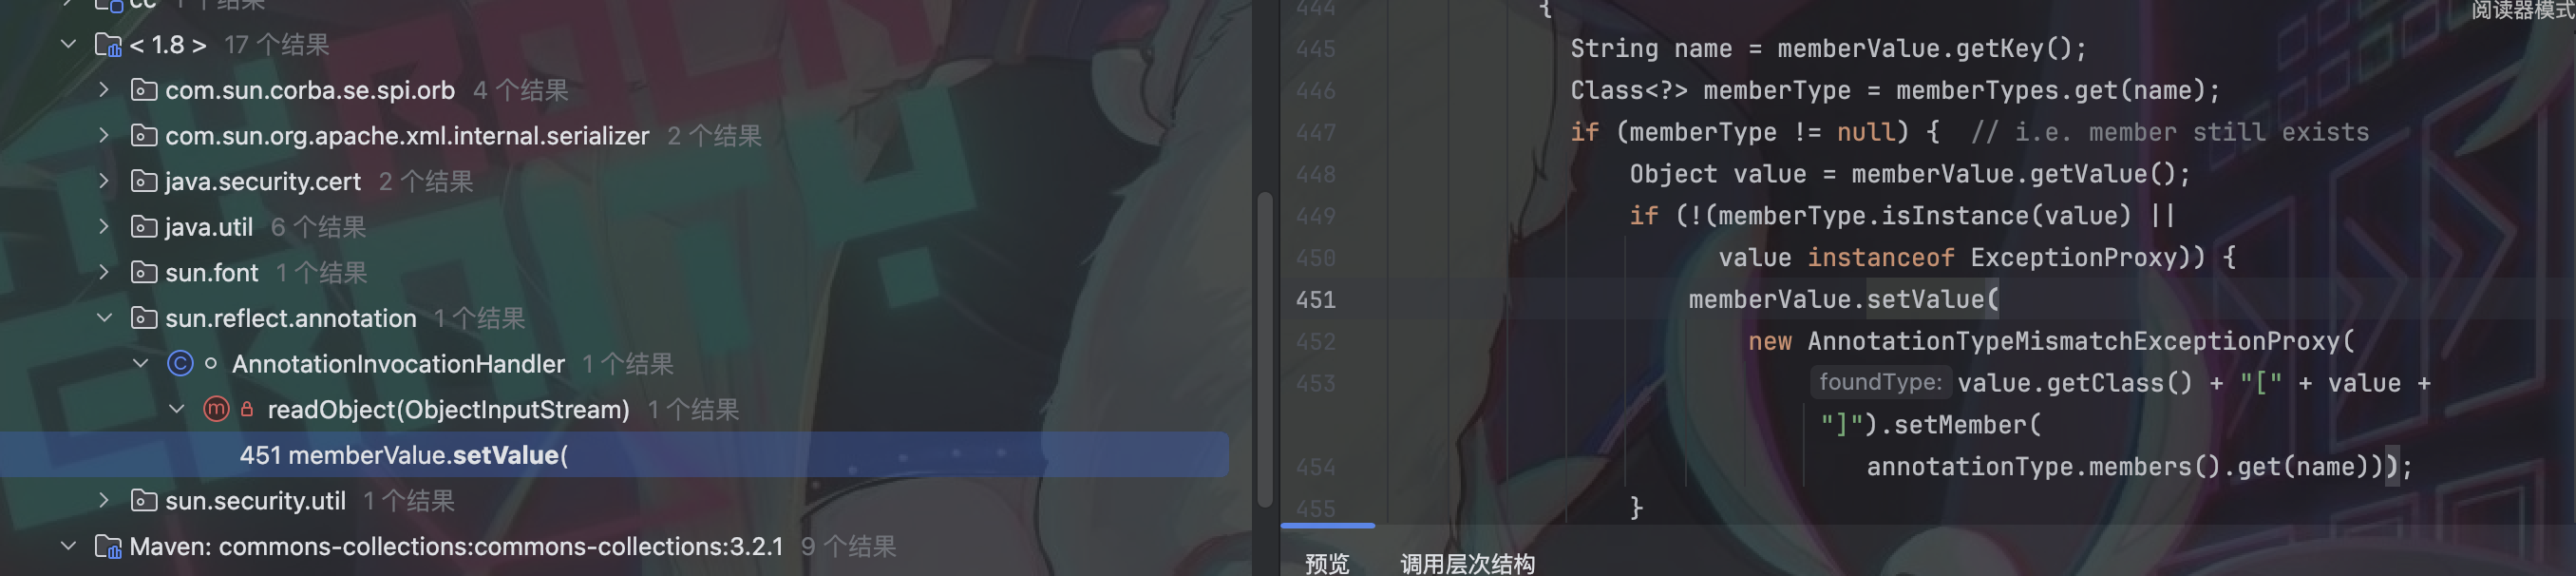 cc 1 个结果
< 1.8 > 17 个结果
com.sun.corba.se.spi.orb 4 个结果
com.sun.org.apache.xml.internal.serializer 2 个结果
java.security.cert 2 个结果
java.util 6 个结果
sun.font 1 个结果
sun.reflect.annotation 1 个结果
AnnotationInvocationHandler 1 个结果
readObject(ObjectInputStream) 1 个结果
451 memberValue.setValue(
sun.security.util 1 个结果
Maven: commons-collections:commons-collections:3.2.1 9 个结果
阅读器模式
444 {
445 String name = memberValue.getKey();
446 Class<?> memberType = memberTypes.get(name);
447 if (memberType != null) { // i.e. member still exists
448 Object value = memberValue.getValue();
449 if (!(memberType.isInstance(value) ||
450 value instanceof ExceptionProxy)) {
451 memberValue.setValue(
452 new AnnotationTypeMismatchExceptionProxy(
453 foundType: value.getClass() + "[" + value +
"]").setMember(
454 annotationType.members().get(name)));
455 }
预览 调用层次结构